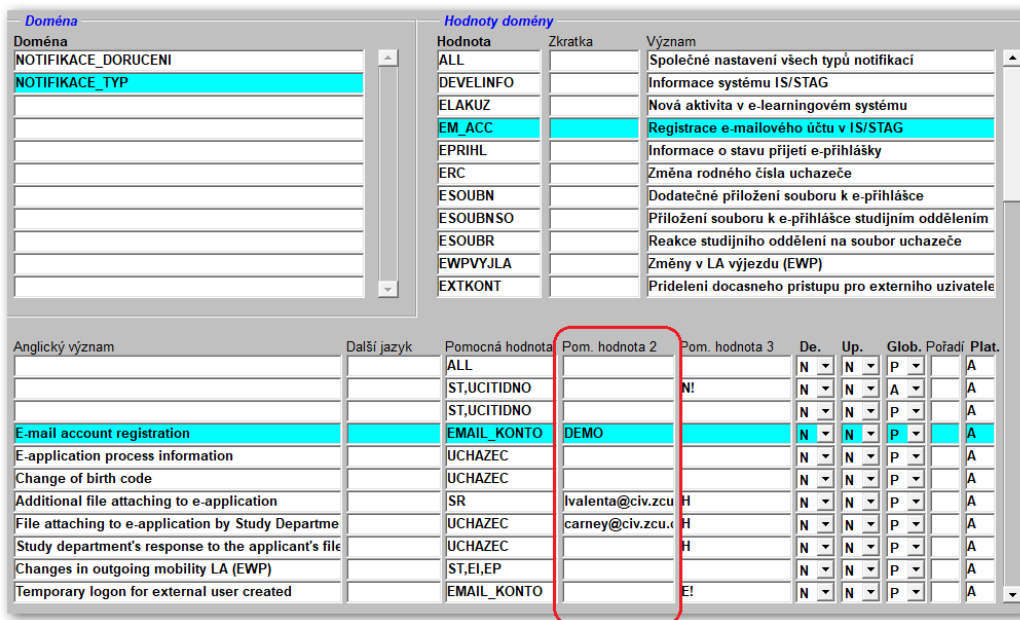 Doména
Doména
NOTIFIKACE_DORUCENI
NOTIFIKACE_TYP
Hodnoty domény
Hodnota Zkratka Význam
ALL Společné nastavení všech typů notifikací
DEVELINFO Informace systému IS/STAG
ELAKUZ Nová aktivita v e-learningovém systému
EM_ACC Registrace e-mailového účtu v IS/STAG
EPRIHL Informace o stavu přijetí e-přihlášky
ERC Změna rodného čísla uchazeče
ESOUBN Dodatečné přiložení souboru k e-přihlášce
ESOUBNSO Přiložení souboru k e-přihlášce studijním oddělením
ESOUBR Reakce studijního oddělení na soubor uchazeče
EWPVYJLA Změny v LA výjezdu (EWP)
EXTKONT Prideleni docasneho pristupu pro externiho uzivatele
Anglický význam Další jazyk Pomocná hodnota Pom. hodnota 2 Pom. hodnota 3 De. Up. Glob. Pořadí Plat.
ALL N N P A
ST,UCITIDNO N! N N A A
ST,UCITIDNO N N P A
E-mail account registration EMAIL_KONTO DEMO N N P A
E-application process information UCHAZEC N N P A
Change of birth code UCHAZEC N N P A
Additional file attaching to e-application SR lvalenta@civ.zcu H N N P A
File attaching to e-application by Study Departme UCHAZEC carney@civ.zcu.c H N N P A
Study department's response to the applicant's file UCHAZEC H N N P A
Changes in outgoing mobility LA (EWP) ST,EI,EP N N P A
Temporary logon for external user created EMAIL_KONTO E! N N P A